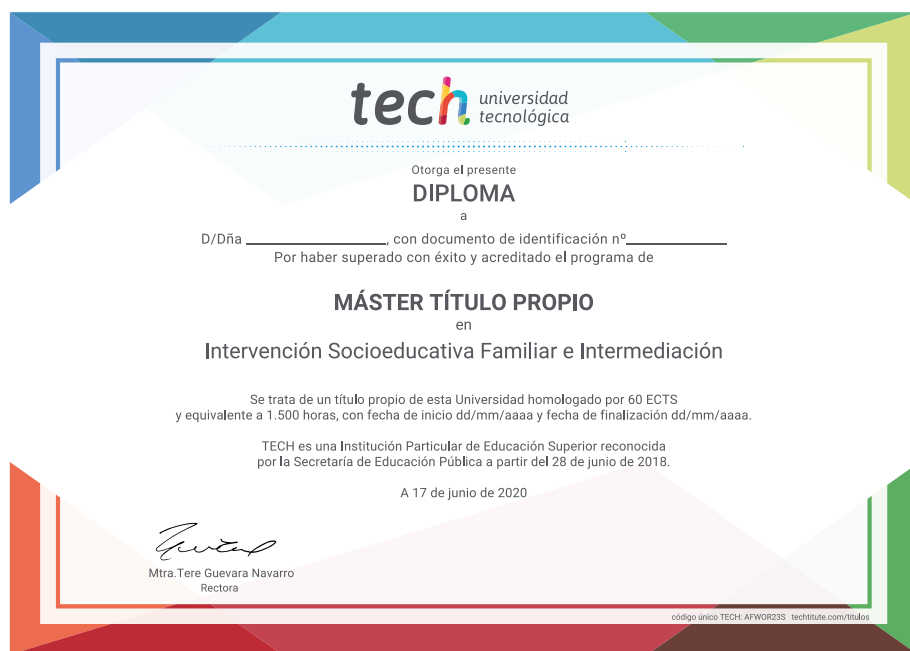 tech universidad
tecnológica
Otorga el presente
DIPLOMA
a
D/Dña ________________, con documento de identificación nº____________
Por haber superado con éxito y acreditado el programa de
MÁSTER TÍTULO PROPIO
en
Intervención Socioeducativa Familiar e Intermediación
Se trata de un título propio de esta Universidad homologado por 60 ECTS
y equivalente a 1.500 horas, con fecha de inicio dd/mm/aaaa y fecha de finalización dd/mm/aaaa.
TECH es una Institución Particular de Educación Superior reconocida
por la Secretaría de Educación Pública a partir del 28 de junio de 2018.
A 17 de junio de 2020
Mtra.Tere Guevara Navarro
Rectora
código único TECH: AFWOR23S techtitute.com/titulos